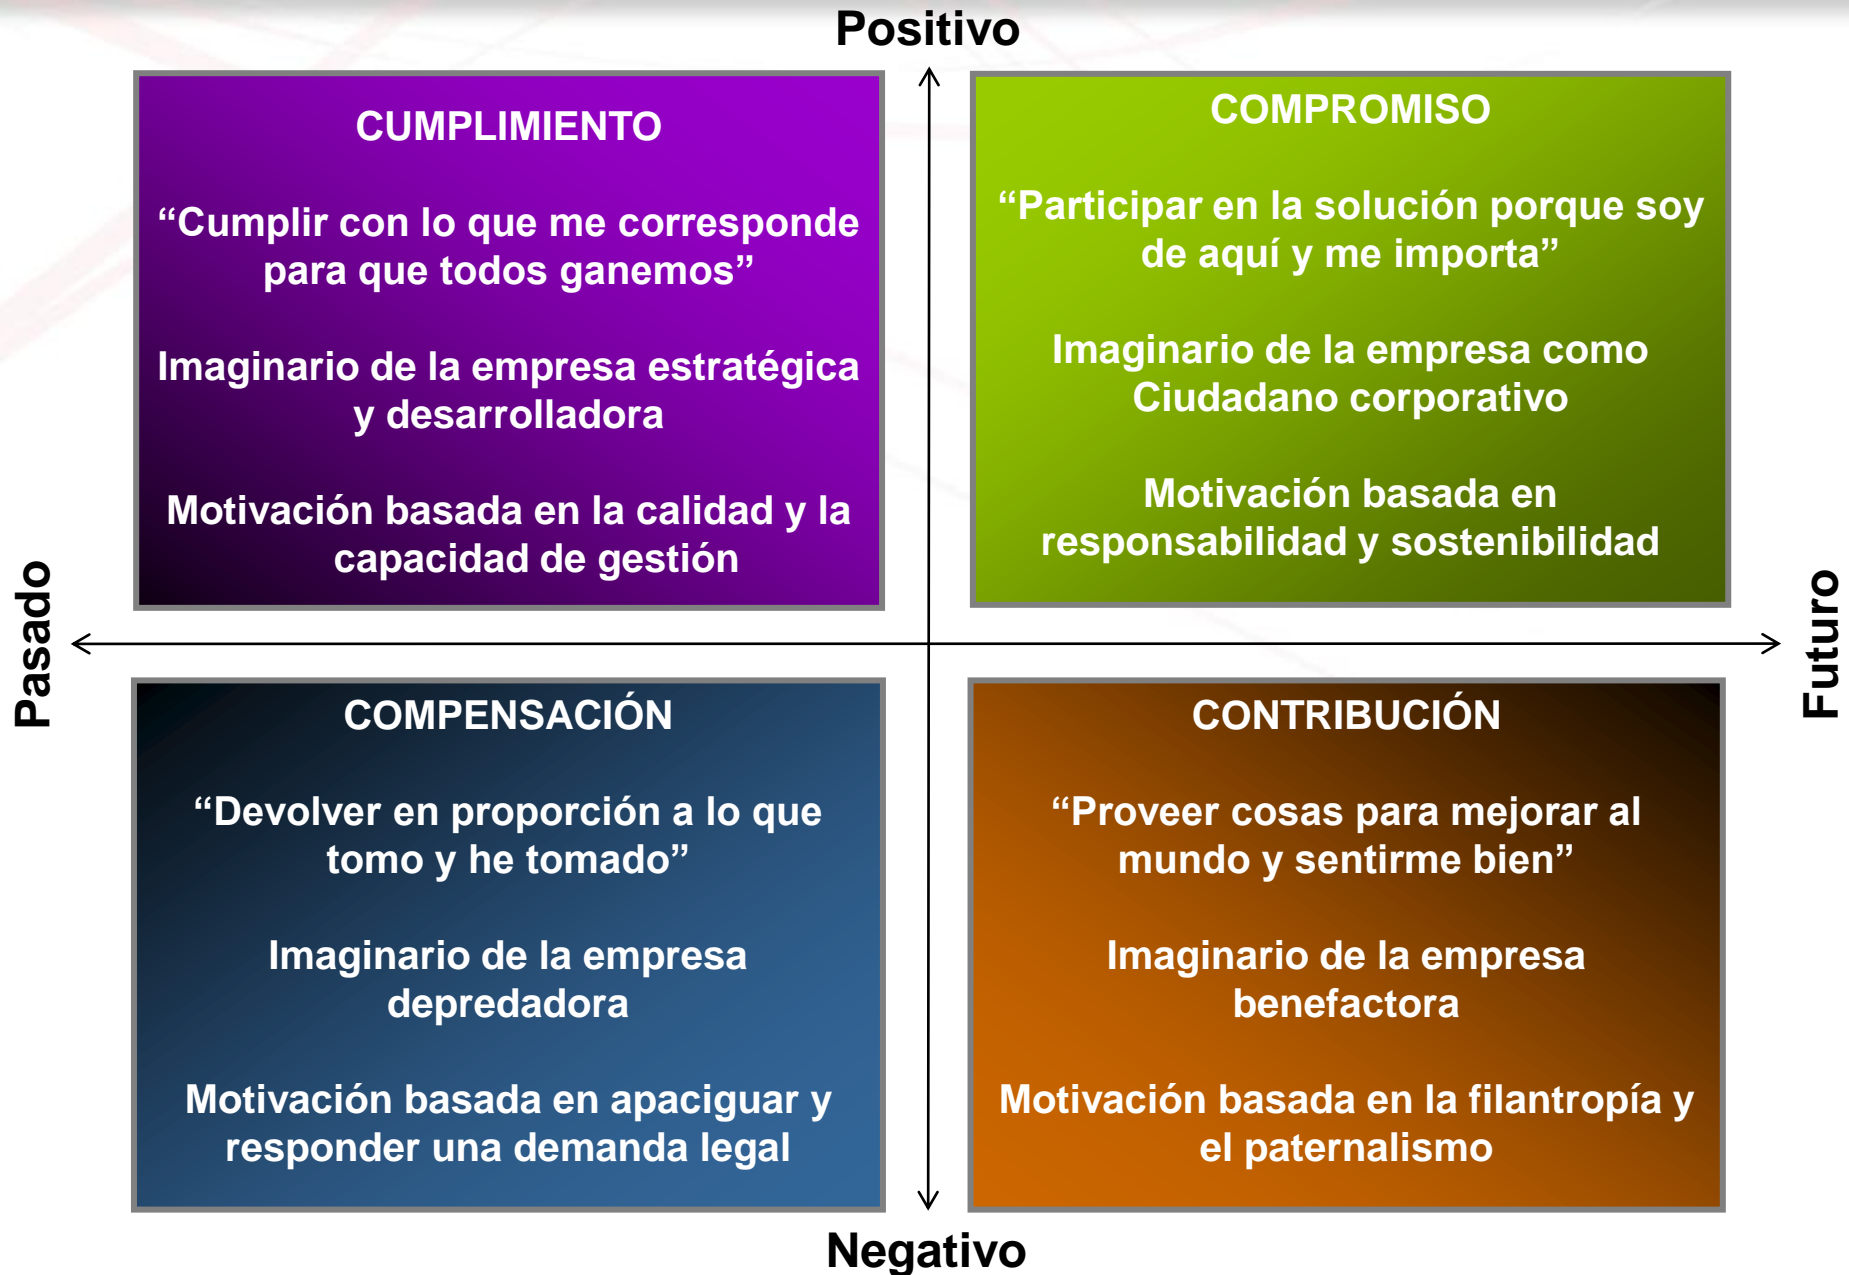 Positivo
CUMPLIMIENTO
“Cumplir con lo que me corresponde
para que todos ganemos”
Imaginario de la empresa estratégica
y desarrolladora
Motivación basada en la calidad y la
capacidad de gestión
COMPROMISO
“Participar en la solución porque soy
de aquí y me importa”
Imaginario de la empresa como
Ciudadano corporativo
Motivación basada en
responsabilidad y sostenibilidad
Pasado
Futuro
COMPENSACIÓN
“Devolver en proporción a lo que
tomo y he tomado”
Imaginario de la empresa
depredadora
Motivación basada en apaciguar y
responder una demanda legal
CONTRIBUCIÓN
“Proveer cosas para mejorar al
mundo y sentirme bien”
Imaginario de la empresa
benefactora
Motivación basada en la filantropía y
el paternalismo
Negativo